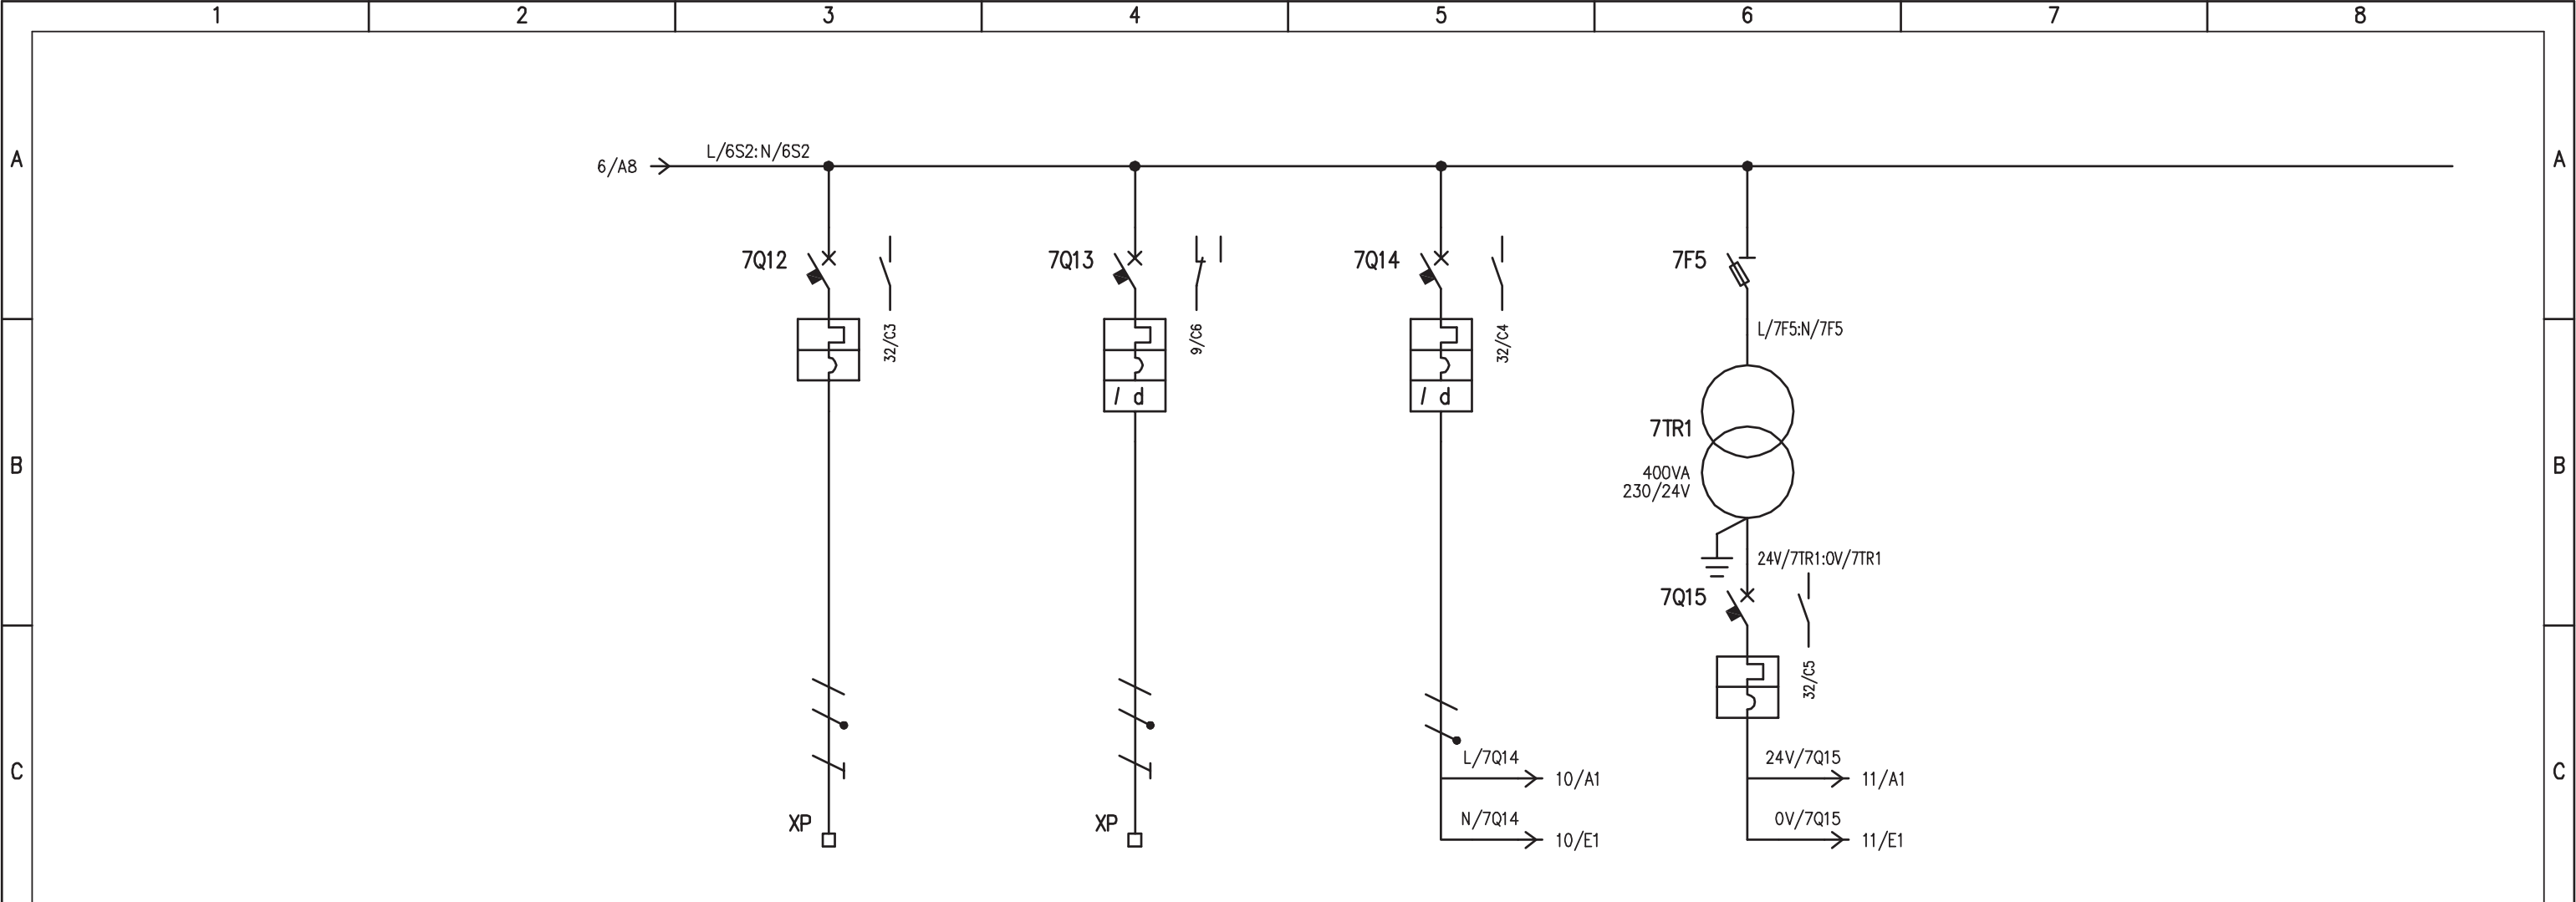 1 2 3 4 5 6 7 8
A A
L/6S2:N/6S2
6/A8
7Q12 7Q13 7Q14 7F5
32/C3 9/C6 32/C4
L/7F5:N/7F5
I d I d
7TR1
B B
400VA
230/24V
24V/7TR1:0V/7TR1
7Q15
32/C5
L/7Q14 24V/7Q15
C 10/A1 11/A1 C
XP XP N/7Q14 0V/7Q15
10/E1 11/E1